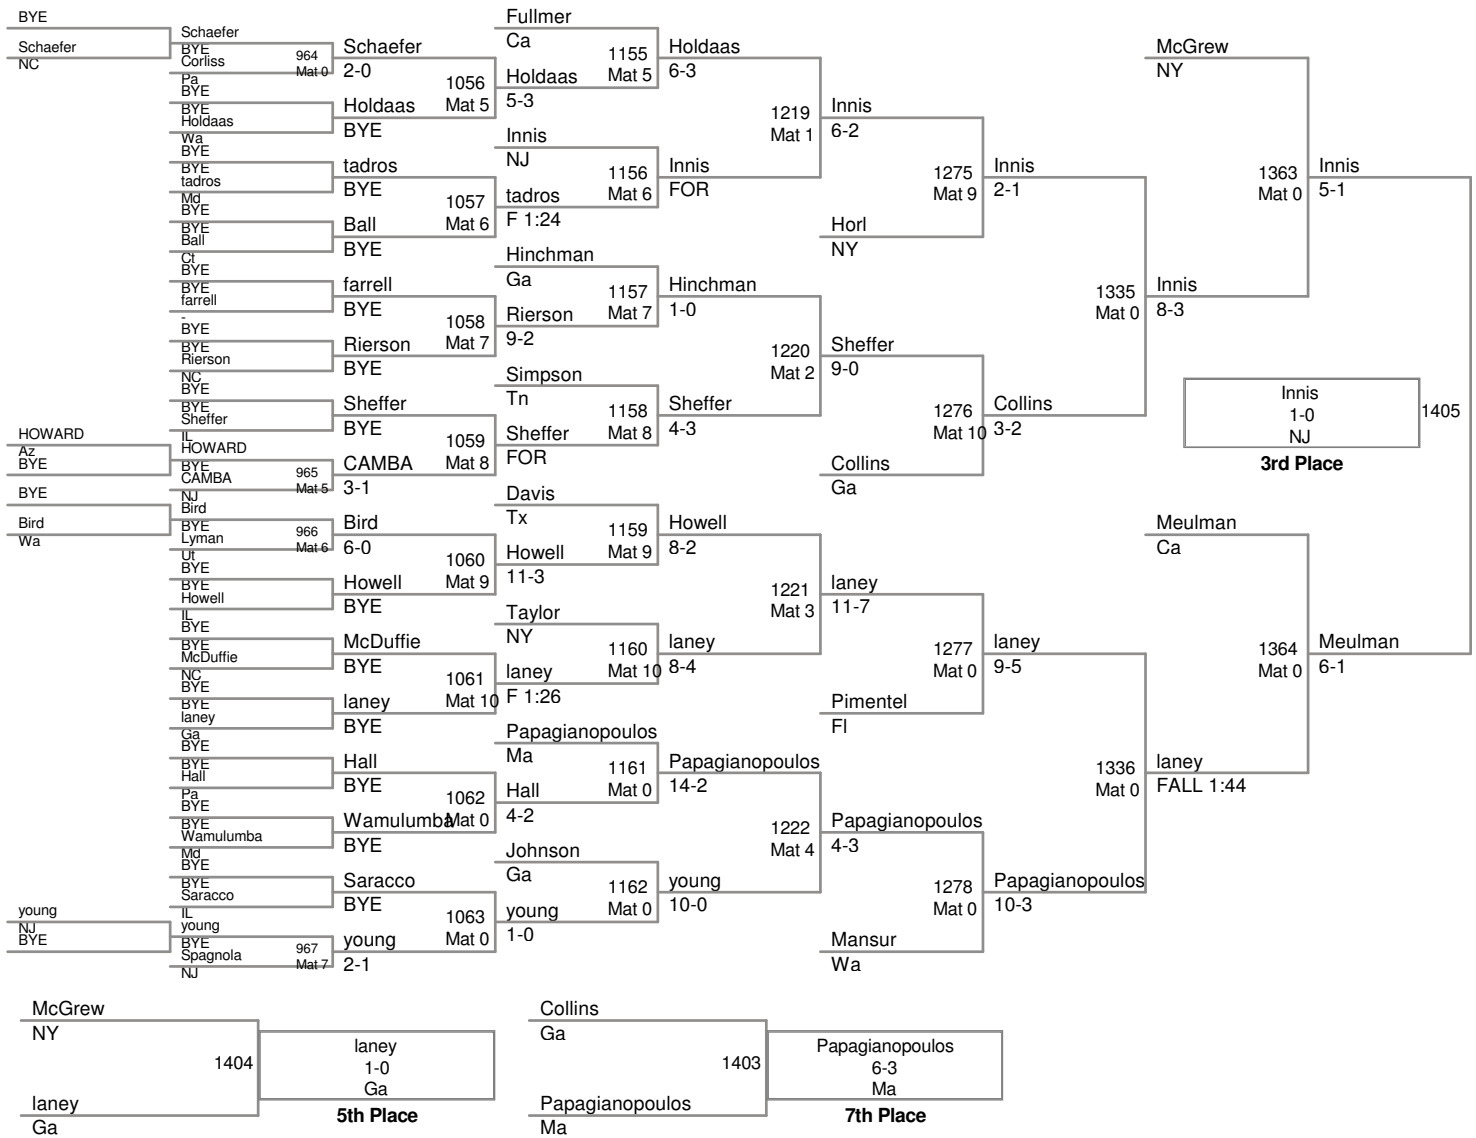 BYE
Schaefer
NC
HOWARD
Az
BYE
BYE
Bird
Wa
young
NJ
BYE
Schaefer
BYE
Corliss
964
Mat 0
Pa
BYE
BYE
Holdaas
Wa
BYE
BYE
tadros
Md
BYE
BYE
Ball
Ct
BYE
BYE
farrell
-
BYE
BYE
Rierson
NC
BYE
BYE
Sheffer
IL
HOWARD
BYE
CAMBA
965
Mat 5
NJ
Bird
BYE
Lyman
966
Mat 6
Ut
BYE
BYE
Howell
IL
BYE
BYE
McDuffie
NC
BYE
BYE
laney
Ga
BYE
BYE
Hall
Pa
BYE
BYE
Wamulumba
Md
BYE
BYE
Saracco
IL
young
BYE
Spagnola
967
Mat 7
NJ
Schaefer
2-0
1056
Mat 5
Holdaas
BYE
tadros
BYE
1057
Mat 6
Ball
BYE
farrell
BYE
1058
Mat 7
Rierson
BYE
Sheffer
BYE
1059
Mat 8
CAMBA
3-1
Bird
6-0
1060
Mat 9
Howell
BYE
McDuffie
BYE
1061
Mat 10
laney
BYE
Hall
BYE
1062
Mat 0
Wamulumba
BYE
Saracco
BYE
1063
Mat 0
young
2-1
Fullmer
Ca
1155
Mat 5
Holdaas
5-3
Innis
NJ
1156
Mat 6
tadros
F 1:24
Hinchman
Ga
1157
Mat 7
Rierson
9-2
Simpson
Tn
1158
Mat 8
Sheffer
FOR
Davis
Tx
1159
Mat 9
Howell
11-3
Taylor
NY
1160
Mat 10
laney
F 1:26
Papagianopoulos
Ma
1161
Mat 0
Hall
4-2
Johnson
Ga
1162
Mat 0
young
1-0
Holdaas
6-3
1219
Mat 1
Innis
FOR
Hinchman
1-0
1220
Mat 2
Sheffer
4-3
Howell
8-2
1221
Mat 3
laney
8-4
Papagianopoulos
14-2
1222
Mat 4
young
10-0
Innis
6-2
1275
Mat 9
Horl
NY
Sheffer
9-0
1276
Mat 10
Collins
Ga
laney
11-7
1277
Mat 0
Pimentel
Fl
Papagianopoulos
4-3
1278
Mat 0
Mansur
Wa
Innis
2-1
1335
Mat 0
Collins
3-2
laney
9-5
1336
Mat 0
Papagianopoulos
10-3
McGrew
NY
1363
Mat 0
Innis
8-3
Meulman
Ca
1364
Mat 0
laney
FALL 1:44
Innis
5-1
Innis
1-0
NJ
1405
3rd Place
Meulman
6-1
McGrew
NY
1404
laney
Ga
laney
1-0
Ga
5th Place
Collins
Ga
1403
Papagianopoulos
Ma
Papagianopoulos
6-3
Ma
7th Place